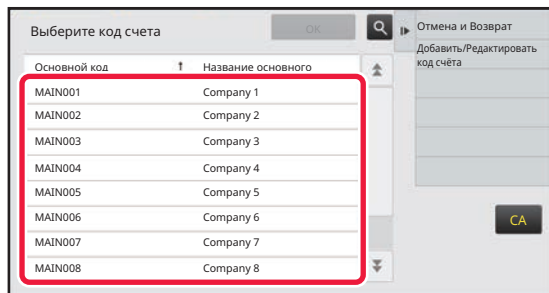 Выберите код счета
OK
Отмена и Возврат
Добавить/Редактировать
код счёта
Основной код ↑ Название основного
MAIN001 Company 1
MAIN002 Company 2
MAIN003 Company 3
MAIN004 Company 4
MAIN005 Company 5
MAIN006 Company 6
MAIN007 Company 7
MAIN008 Company 8
CA